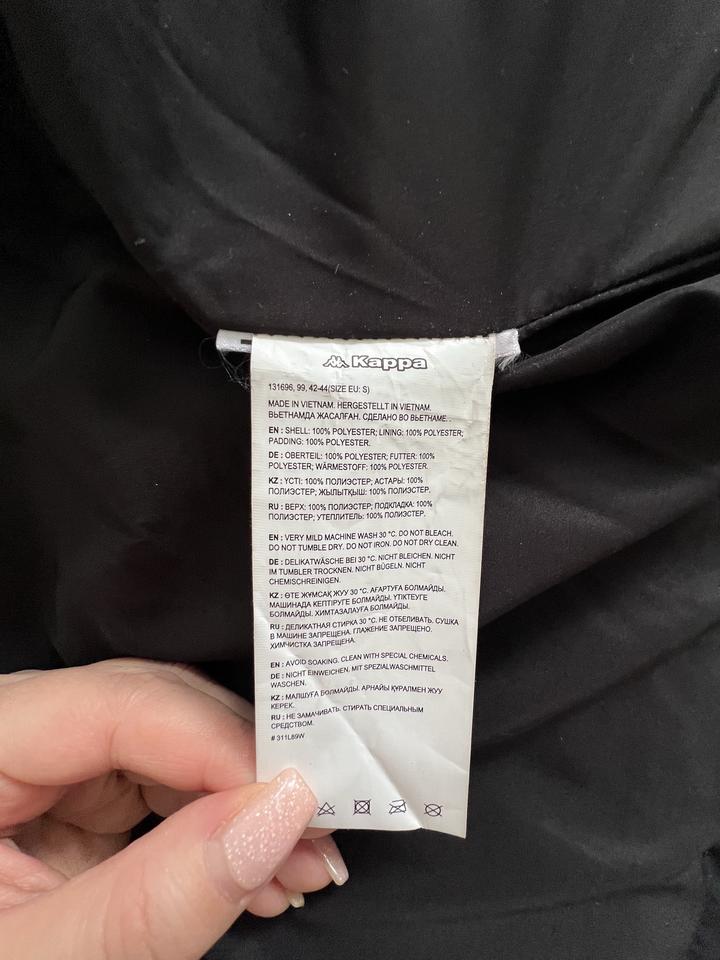 Kappa
131696, 99, 42-44(SIZE EU: S)
MADE IN VIETNAM. HERGESTELLT IN VIETNAM.
ВЬЕТНАМДА ЖАСАЛҒАН. СДЕЛАНО ВО ВЬЕТНАМЕ. .
EN : SHELL: 100% POLYESTER; LINING: 100% POLYESTER;
PADDING: 100% POLYESTER.
DE : OBERTEIL: 100% POLYESTER; FUTTER: 100%
POLYESTER; WÄRMESTOFF: 100% POLYESTER.
KZ : ҮСТІ: 100% ПОЛИЭСТЕР; АСТАРЫ: 100%
ПОЛИЭСТЕР; ЖЫЛЫТҚЫШ: 100% ПОЛИЭСТЕР.
RU : ВЕРХ: 100% ПОЛИЭСТЕР; ПОДКЛАДКА: 100%
ПОЛИЭСТЕР; УТЕПЛИТЕЛЬ: 100% ПОЛИЭСТЕР.
EN : VERY MILD MACHINE WASH 30 °C. DO NOT BLEACH.
DO NOT TUMBLE DRY. DO NOT IRON. DO NOT DRY CLEAN.
DE : DELIKATWÄSCHE BEI 30 °C. NICHT BLEICHEN. NICHT
IM TUMBLER TROCKNEN. NICHT BÜGELN. NICHT
CHEMISCHREINIGEN.
KZ : ӨТЕ ЖҰМСАҚ ЖУУ 30 °C. АҒАРТУҒА БОЛМАЙДЫ.
МАШИНАДА КЕПТІРУГЕ БОЛМАЙДЫ. ҮТІКТЕУГЕ
БОЛМАЙДЫ. ХИМТАЗАЛАУҒА БОЛМАЙДЫ.
RU : ДЕЛИКАТНАЯ СТИРКА 30 °C. НЕ ОТБЕЛИВАТЬ. СУШКА
В МАШИНЕ ЗАПРЕЩЕНА. ГЛАЖЕНИЕ ЗАПРЕЩЕНО.
ХИМЧИСТКА ЗАПРЕЩЕНА.
EN : AVOID SOAKING. CLEAN WITH SPECIAL CHEMICALS.
DE : NICHT EINWEICHEN. MIT SPEZIALWASCHMITTEL
WASCHEN.
KZ : МАЛШУҒА БОЛМАЙДЫ. АРНАЙЫ ҚҰРАЛМЕН ЖУУ
КЕРЕК.
RU : НЕ ЗАМАЧИВАТЬ. СТИРАТЬ СПЕЦИАЛЬНЫМ
СРЕДСТВОМ.
# 311L89W